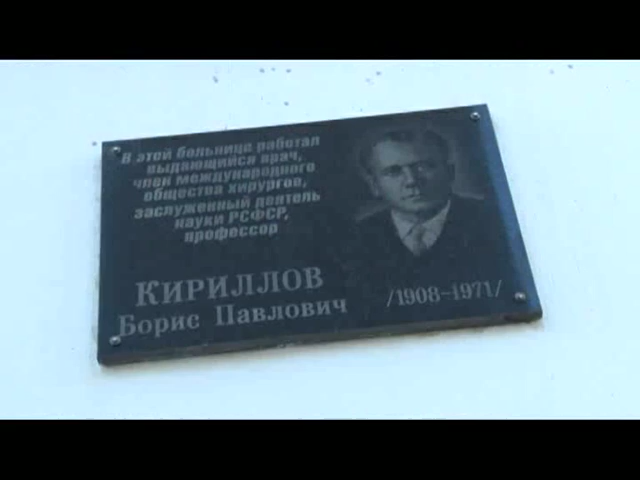 В этой больнице работал
выдающийся врач,
член международного
общества хирургов,
заслуженный деятель
науки РСФСР,
профессор
КИРИЛЛОВ
Борис Павлович
/1908-1971/